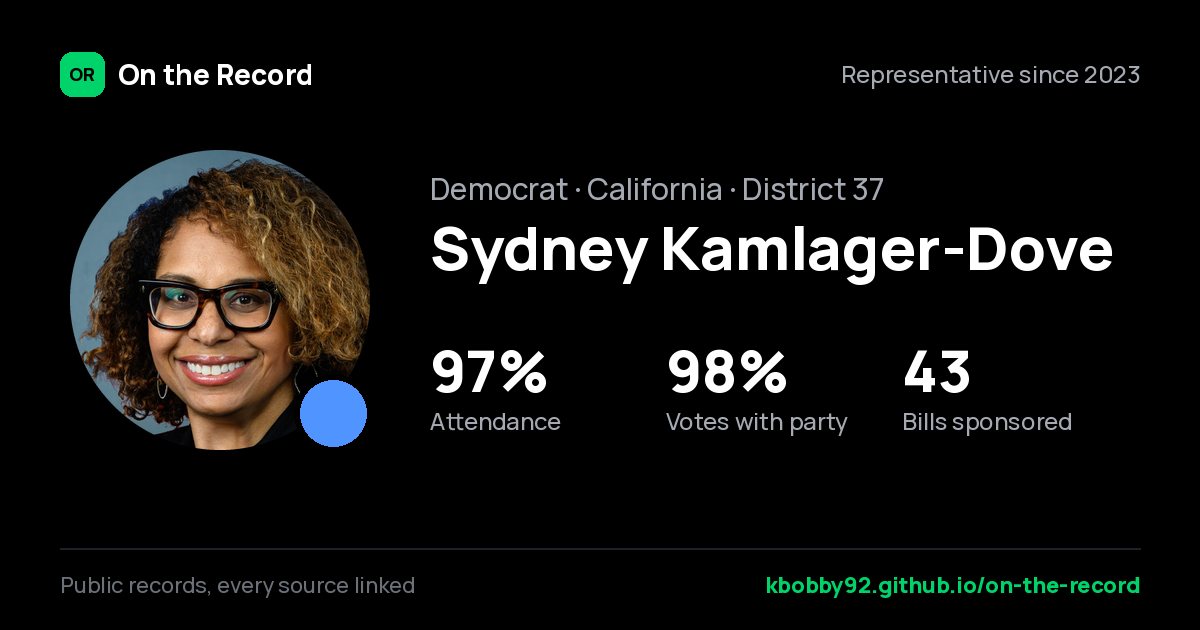 OR On the Record
Representative since 2023
Democrat · California · District 37
Sydney Kamlager-Dove
97% 98% 43
Attendance Votes with party Bills sponsored
Public records, every source linked
kbobby92.github.io/on-the-record